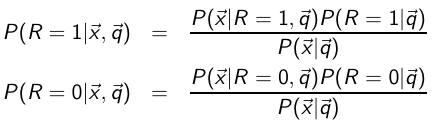 P(R = 1|x⃗, q⃗) = P(x⃗|R = 1, q⃗)P(R = 1|q⃗) / P(x⃗|q⃗)
P(R = 0|x⃗, q⃗) = P(x⃗|R = 0, q⃗)P(R = 0|q⃗) / P(x⃗|q⃗)